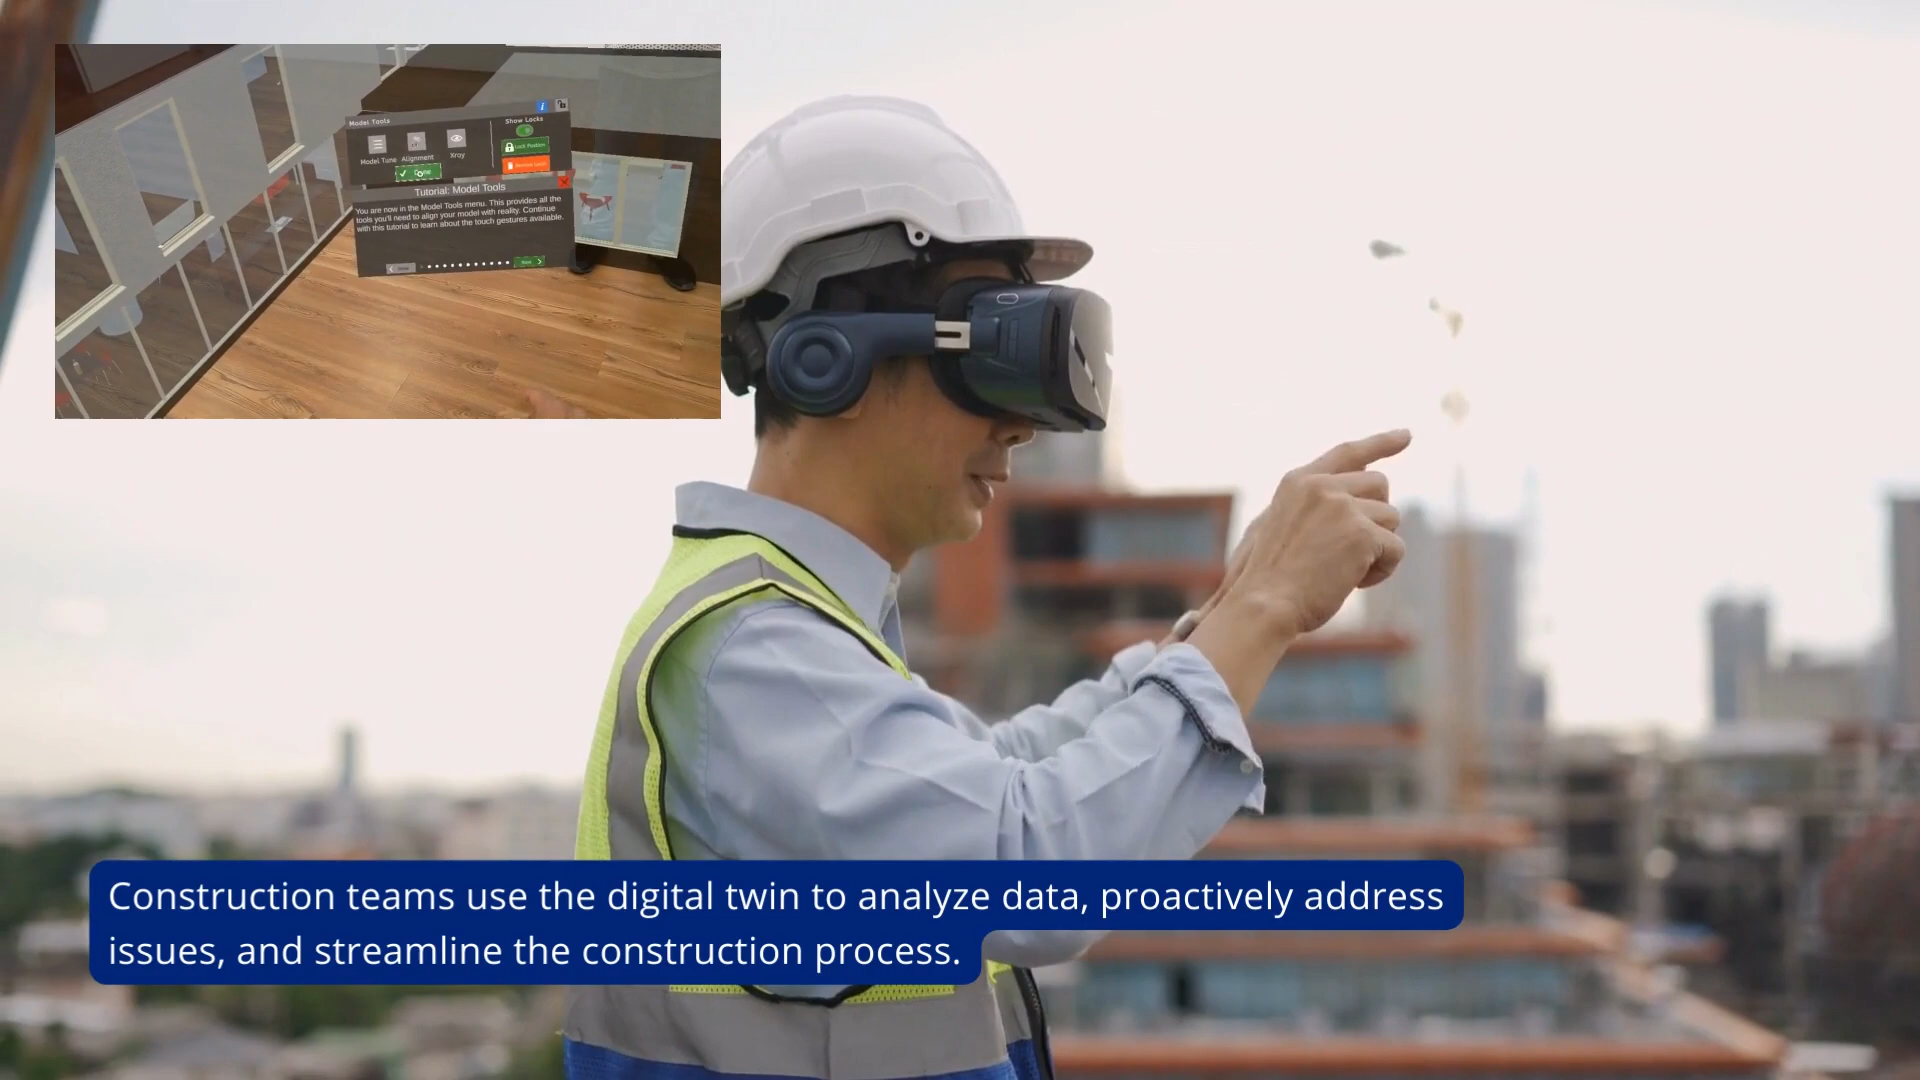 Model Tools
Show Locks
Lock Position
Model Tune Alignment Xray
Tutorial: Model Tools
You are now in the Model Tools menu. This provides all the
tools you'll need to align your model with reality. Continue
with this tutorial to learn about the touch gestures available.
Next
Construction teams use the digital twin to analyze data, proactively address
issues, and streamline the construction process.